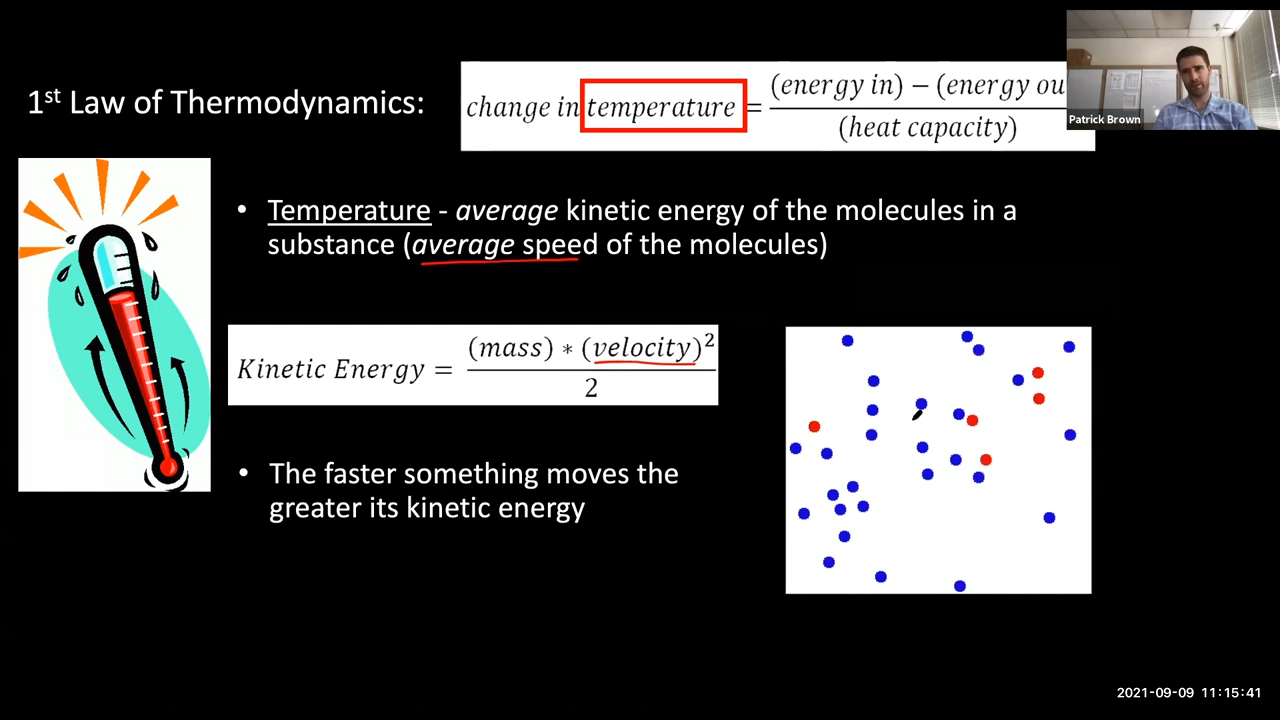 1st Law of Thermodynamics:
change in temperature = (energy in) − (energy ou
(heat capacity)
Patrick Brown
• Temperature - average kinetic energy of the molecules in a
substance (average speed of the molecules)
Kinetic Energy = (mass) * (velocity)²
2
• The faster something moves the
greater its kinetic energy
2021-09-09 11:15:41